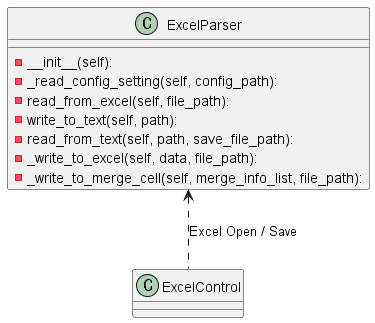 C ExcelParser
__init__(self):
_read_config_setting(self, config_path):
read_from_excel(self, file_path):
write_to_text(self, path):
read_from_text(self, path, save_file_path):
_write_to_excel(self, data, file_path):
_write_to_merge_cell(self, merge_info_list, file_path):
Excel Open / Save
C ExcelControl